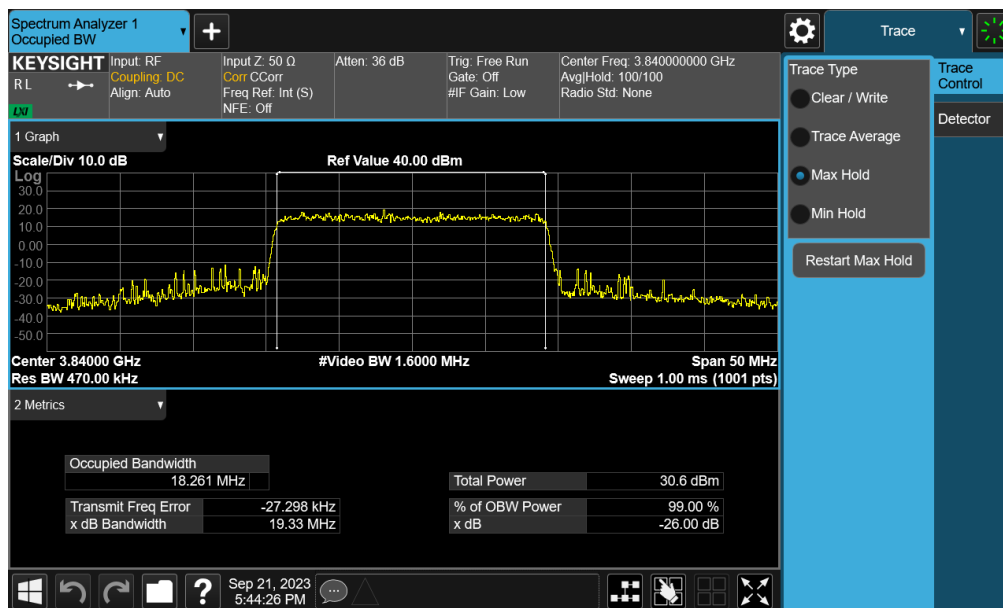 Spectrum Analyzer 1
Occupied BW
+
Trace
KEYSIGHT
R L
LXI
Input: RF
Coupling: DC
Align: Auto
Input Z: 50 Ω
Corr CCorr
Freq Ref: Int (S)
NFE: Off
Atten: 36 dB
Trig: Free Run
Gate: Off
#IF Gain: Low
Center Freq: 3.840000000 GHz
Avg|Hold: 100/100
Radio Std: None
Trace Type
Clear / Write
Trace Average
Max Hold
Min Hold
Restart Max Hold
Trace
Control
Detector
1 Graph
Scale/Div 10.0 dB
Ref Value 40.00 dBm
Log
30.0
20.0
10.0
0.00
-10.0
-20.0
-30.0
-40.0
-50.0
Center 3.84000 GHz
#Video BW 1.6000 MHz
Span 50 MHz
Res BW 470.00 kHz
Sweep 1.00 ms (1001 pts)
2 Metrics
Occupied Bandwidth
18.261 MHz
Total Power 30.6 dBm
Transmit Freq Error -27.298 kHz
% of OBW Power 99.00 %
x dB Bandwidth 19.33 MHz
x dB -26.00 dB
?
Sep 21, 2023
5:44:26 PM